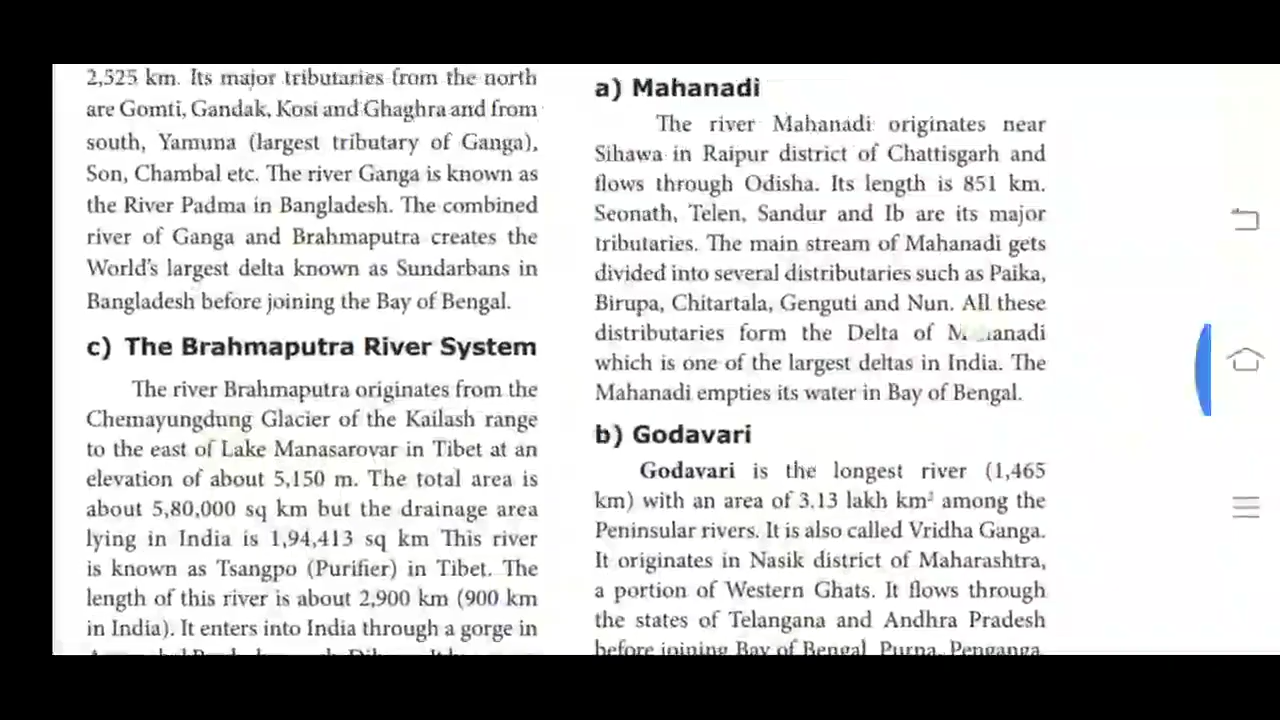 2,525 km. Its major tributaries from the north
are Gomti, Gandak, Kosi and Ghaghra and from
south, Yamuna (largest tributary of Ganga),
Son, Chambal etc. The river Ganga is known as
the River Padma in Bangladesh. The combined
river of Ganga and Brahmaputra creates the
World's largest delta known as Sundarbans in
Bangladesh before joining the Bay of Bengal.
c) The Brahmaputra River System
The river Brahmaputra originates from the
Chemayungdung Glacier of the Kailash range
to the east of Lake Manasarovar in Tibet at an
elevation of about 5,150 m. The total area is
about 5,80,000 sq km but the drainage area
lying in India is 1,94,413 sq km This river
is known as Tsangpo (Purifier) in Tibet. The
length of this river is about 2,900 km (900 km
in India). It enters into India through a gorge in
a) Mahanadi
The river Mahanadi originates near
Sihawa in Raipur district of Chattisgarh and
flows through Odisha. Its length is 851 km.
Seonath, Telen, Sandur and Ib are its major
tributaries. The main stream of Mahanadi gets
divided into several distributaries such as Paika,
Birupa, Chitartala, Genguti and Nun. All these
distributaries form the Delta of
which is one of the largest deltas in India. The
Mahanadi empties its water in Bay of Bengal.
b) Godavari
Godavari is the longest river (1,465
km) with an area of 3.13 lakh km² among the
Peninsular rivers. It is also called Vridha Ganga.
It originates in Nasik district of Maharashtra,
a portion of Western Ghats. It flows through
the states of Telangana and Andhra Pradesh
before joining Bay of Bengal. Purna, Penganga,